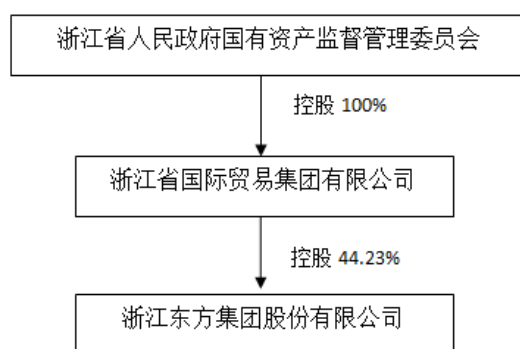 浙江省人民政府国有资产监督管理委员会
控股 100%
浙江省国际贸易集团有限公司
控股 44.23%
浙江东方集团股份有限公司